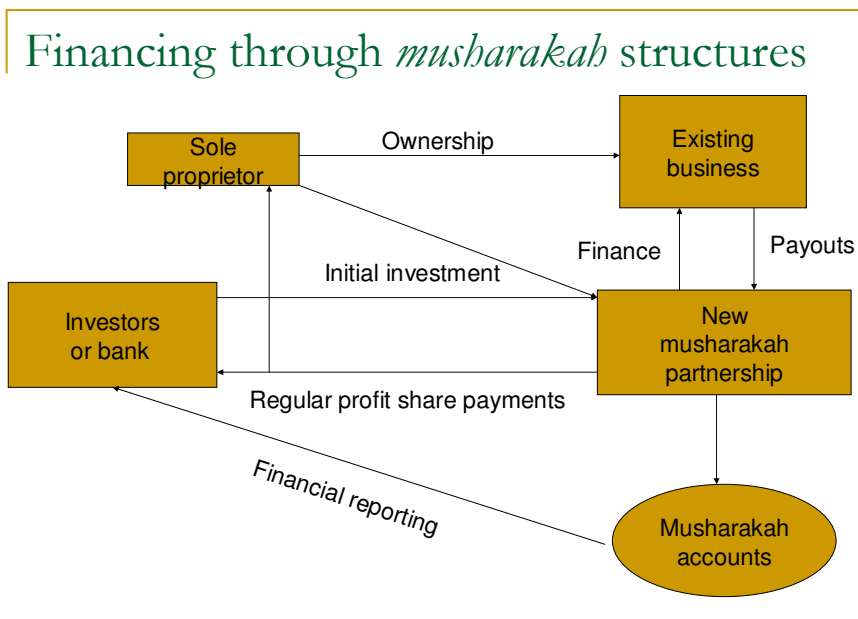 Financing through musharakah structures
Sole
proprietor
Ownership
Existing
business
Finance
Payouts
Initial investment
Investors
or bank
New
musharakah
partnership
Regular profit share payments
Financial reporting
Musharakah
accounts